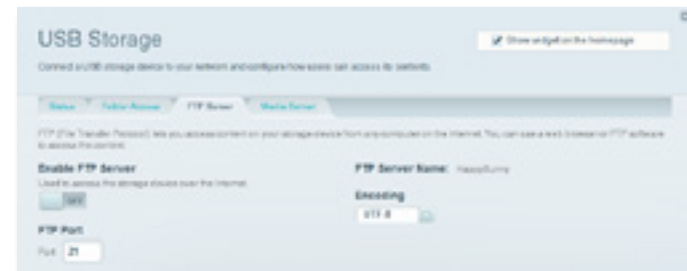 USB Storage
Show widget on the homepage
Connect a USB storage device to your network and configure how users can access its contents.
Status Folder Access FTP Server Media Server
FTP (File Transfer Protocol) lets you access content on your storage device from any computer on the Internet. You can use a web browser or FTP software
to access the content.
Enable FTP Server
FTP Server Name:
Used to access the storage device over the Internet.
OFF
Encoding
UTF-8
FTP Port
Port 21